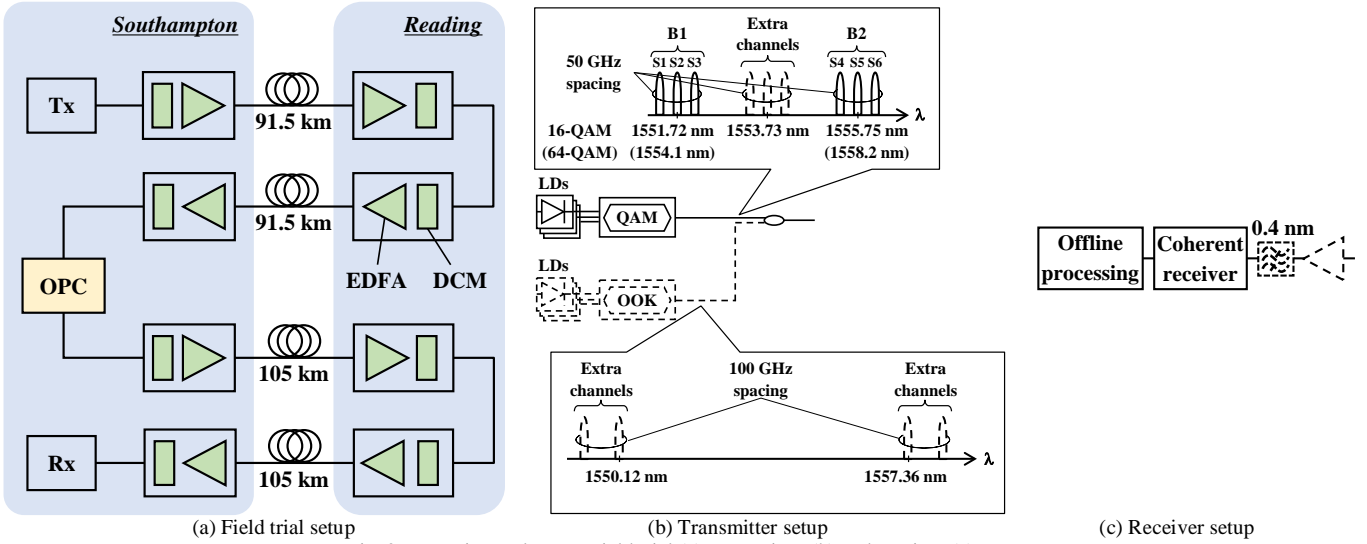 Southampton
Reading
Tx
91.5 km
91.5 km
EDFA
DCM
OPC
105 km
Rx
105 km
(a) Field trial setup
B1
Extra
channels
B2
S1 S2 S3
S4 S5 S6
50 GHz
spacing
λ
16-QAM
1551.72 nm
1553.73 nm
1555.75 nm
(64-QAM)
(1554.1 nm)
(1558.2 nm)
LDs
QAM
LDs
OOK
Extra
channels
100 GHz
spacing
Extra
channels
λ
1550.12 nm
1557.36 nm
(b) Transmitter setup
Offline
processing
Coherent
receiver
0.4 nm
(c) Receiver setup